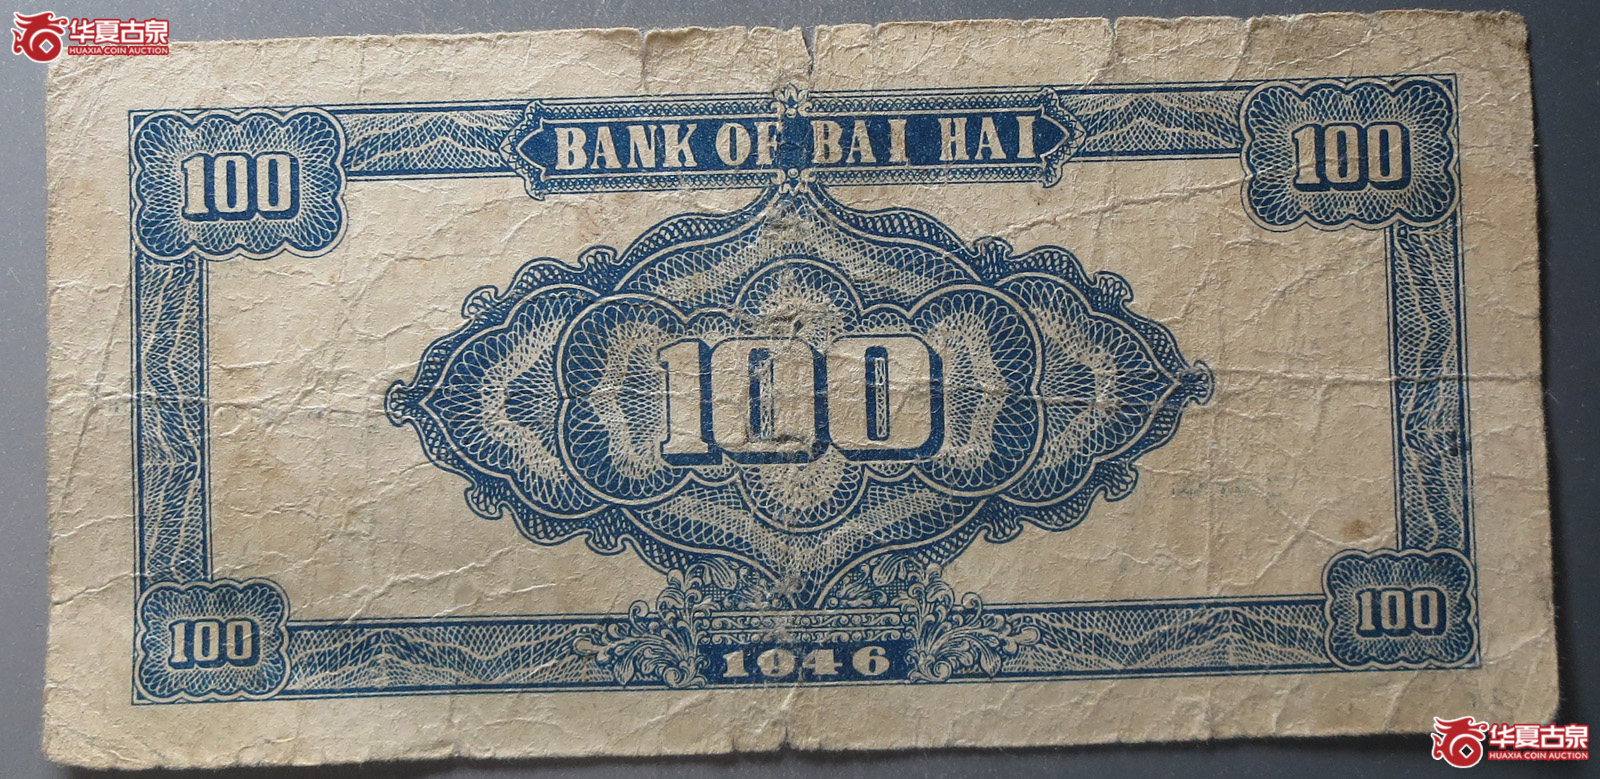 华夏古泉
HUAXIA COIN AUCTION
BANK OF BAI HAI
100
100
100
100
100
1946
华夏古泉
HUAXIA COIN AUCTION